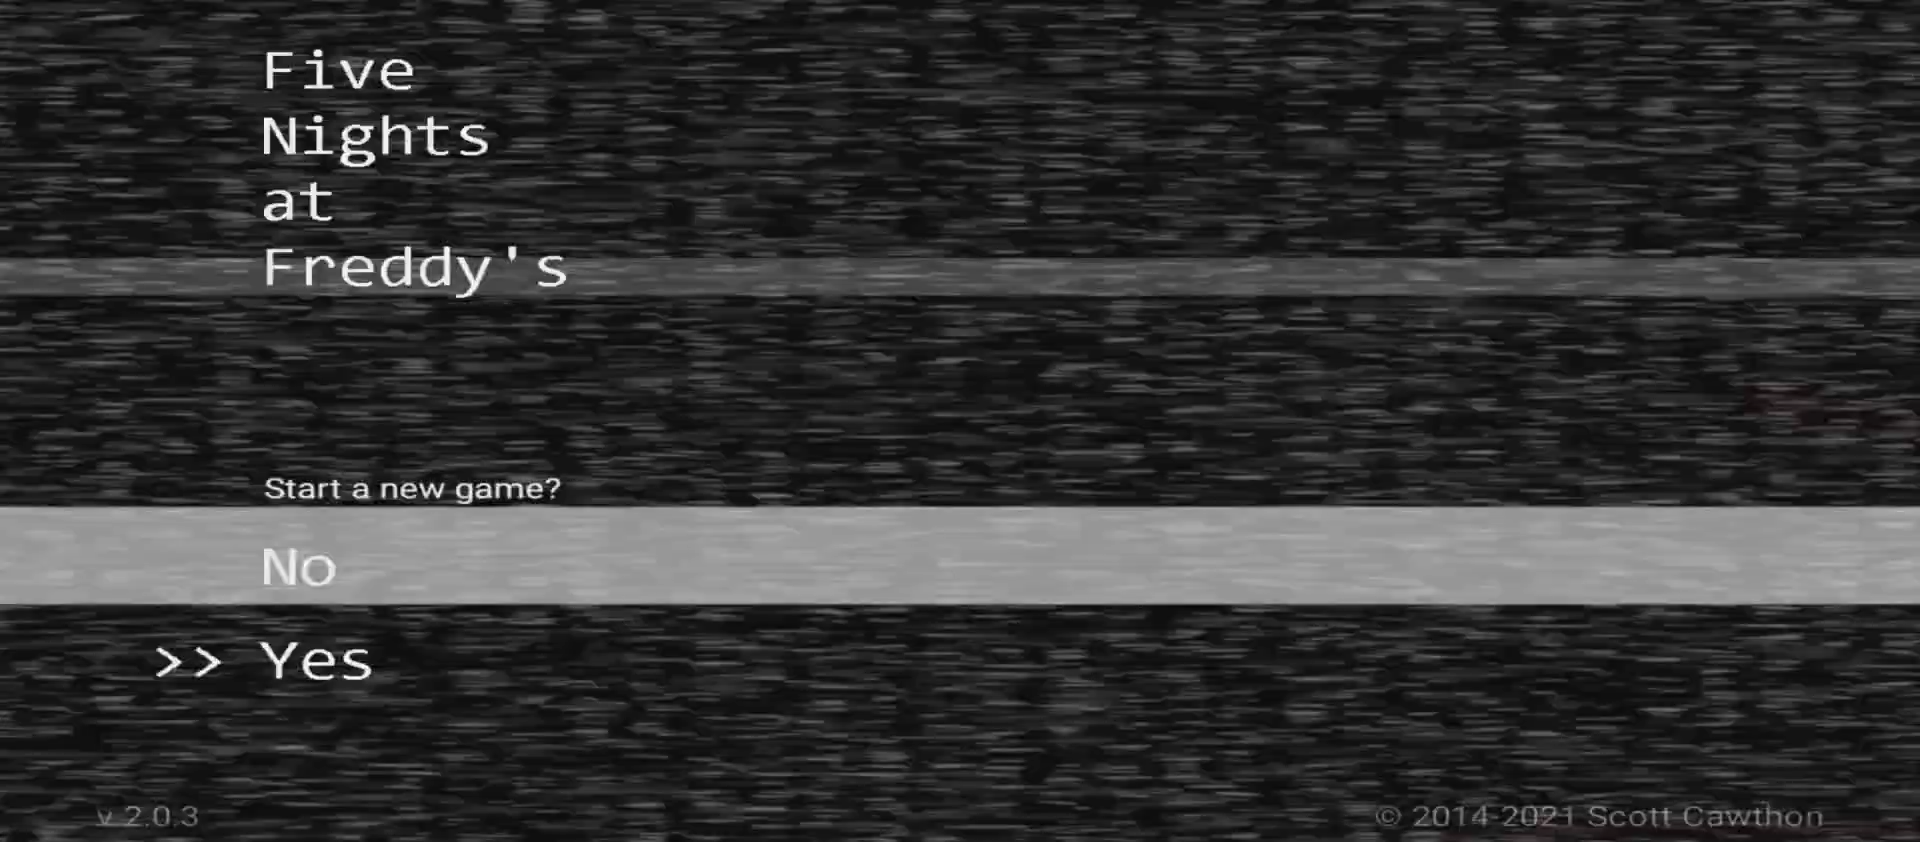 Five
Nights
at
Freddy's
Start a new game?
No
>> Yes
v 2.0.3
© 2014-2021 Scott Cawthon